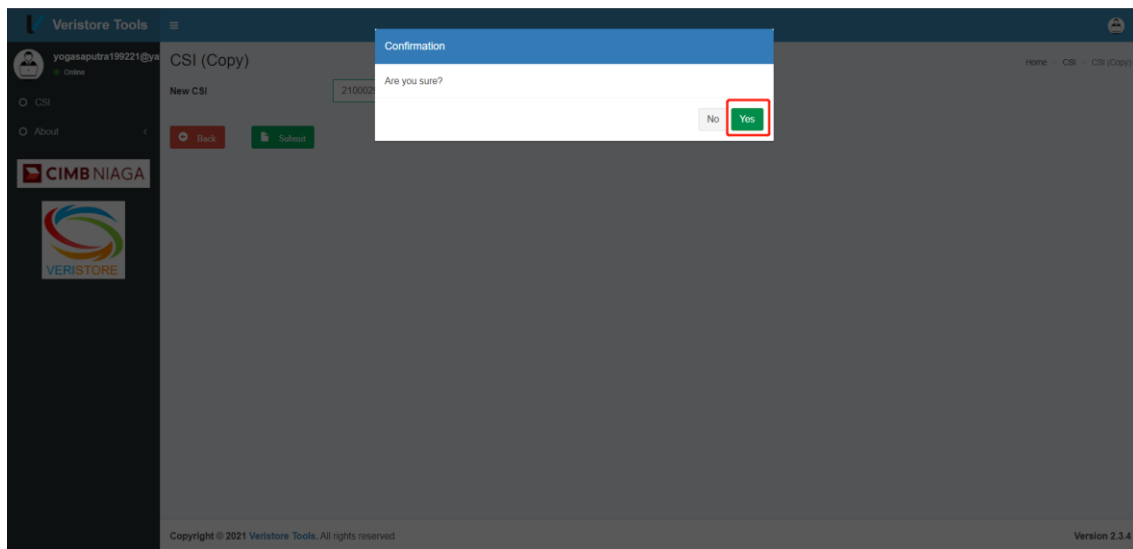 Veristore Tools
Confirmation
yogasaputra199221@ya
Online
CSI (Copy)
Home
CSI
CSI (Copy)
Are you sure?
New CSI
210002
CSI
About
No
Yes
Back
Submit
CIMB NIAGA
VERISTORE
Copyright © 2021 Veristore Tools. All rights reserved.
Version 2.3.4